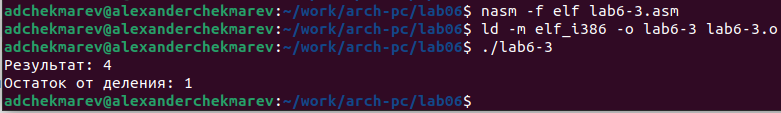 adchekmarev@alexanderchekmarev:~/work/arch-pc/lab06$ nasm -f elf lab6-3.asm
adchekmarev@alexanderchekmarev:~/work/arch-pc/lab06$ ld -m elf_i386 -o lab6-3 lab6-3.o
adchekmarev@alexanderchekmarev:~/work/arch-pc/lab06$ ./lab6-3
Результат: 4
Остаток от деления: 1
adchekmarev@alexanderchekmarev:~/work/arch-pc/lab06$